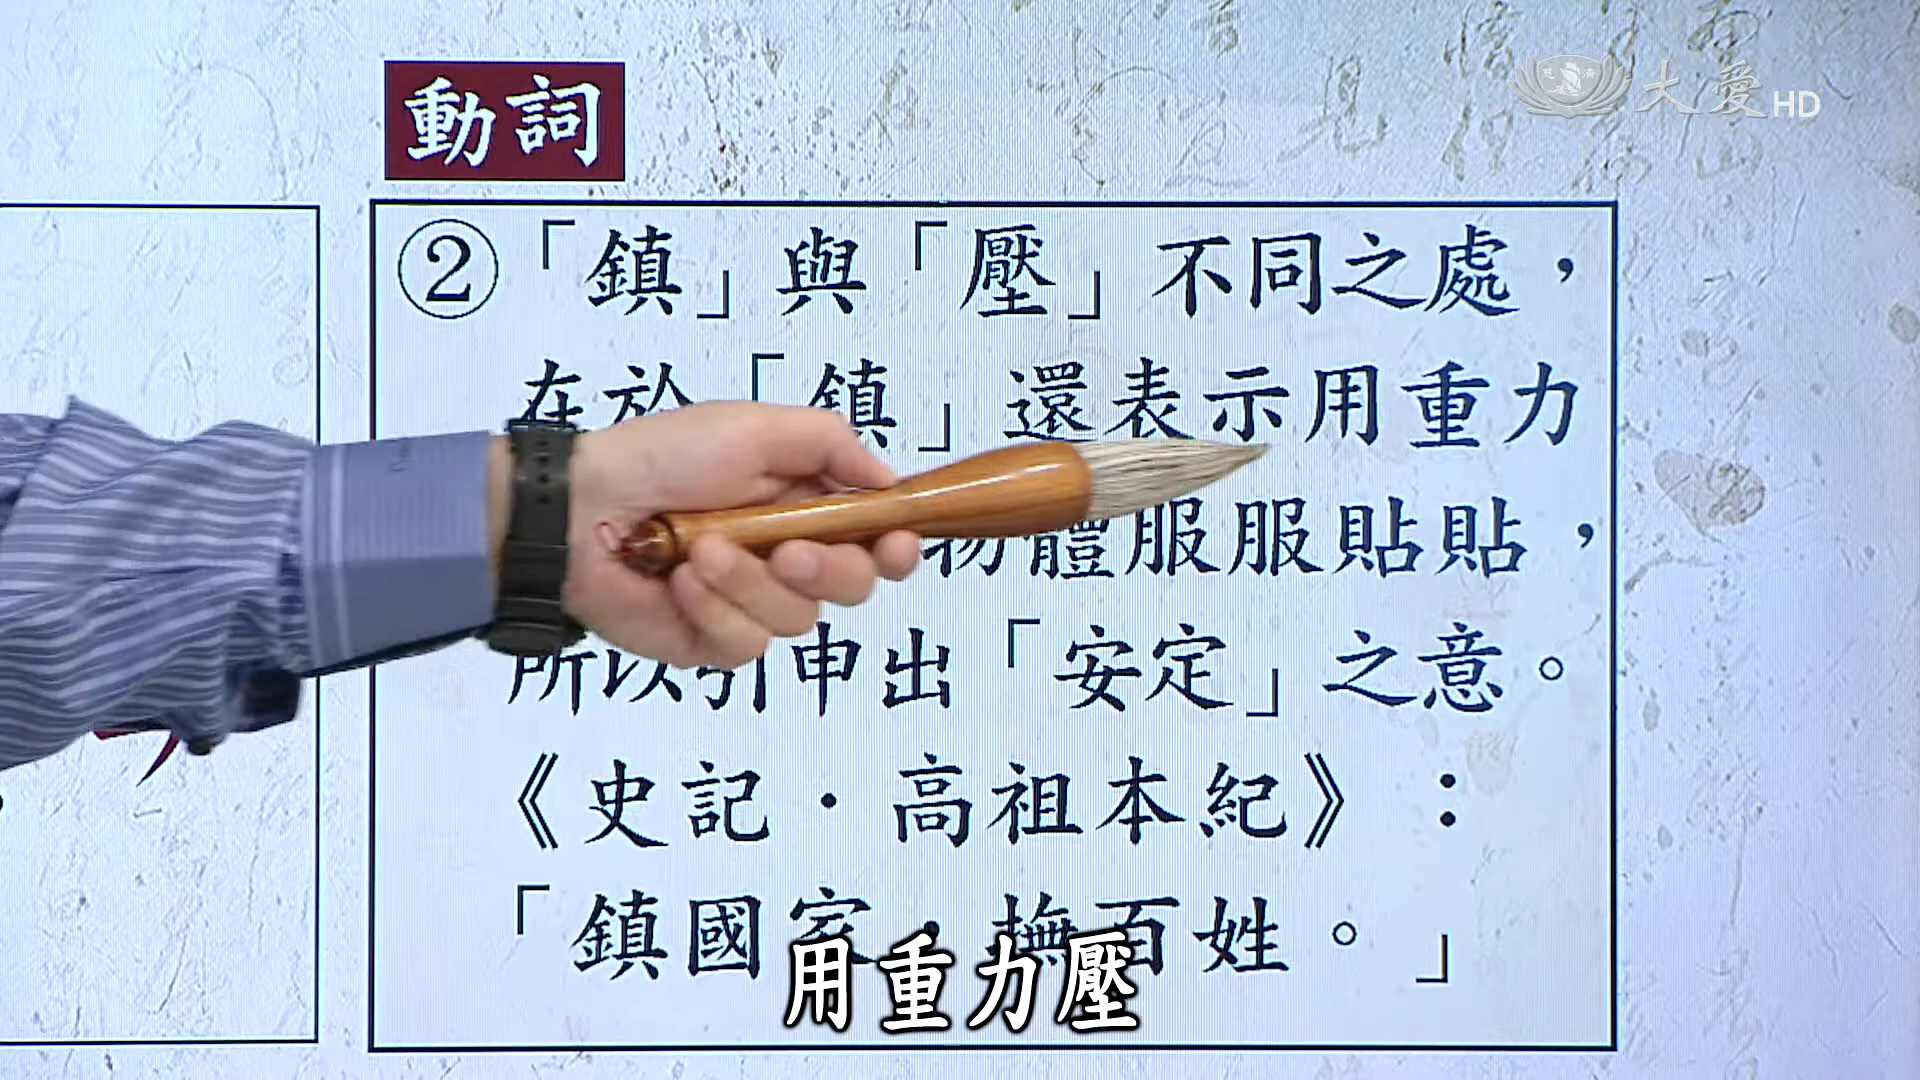 大愛HD
動詞
②「鎮」與「壓」不同之處，
在於「鎮」還表示用重力
物體服服貼貼，
所以引申出「安定」之意。
《史記·高祖本紀》：
「鎮國家，撫百姓。」
用重力壓